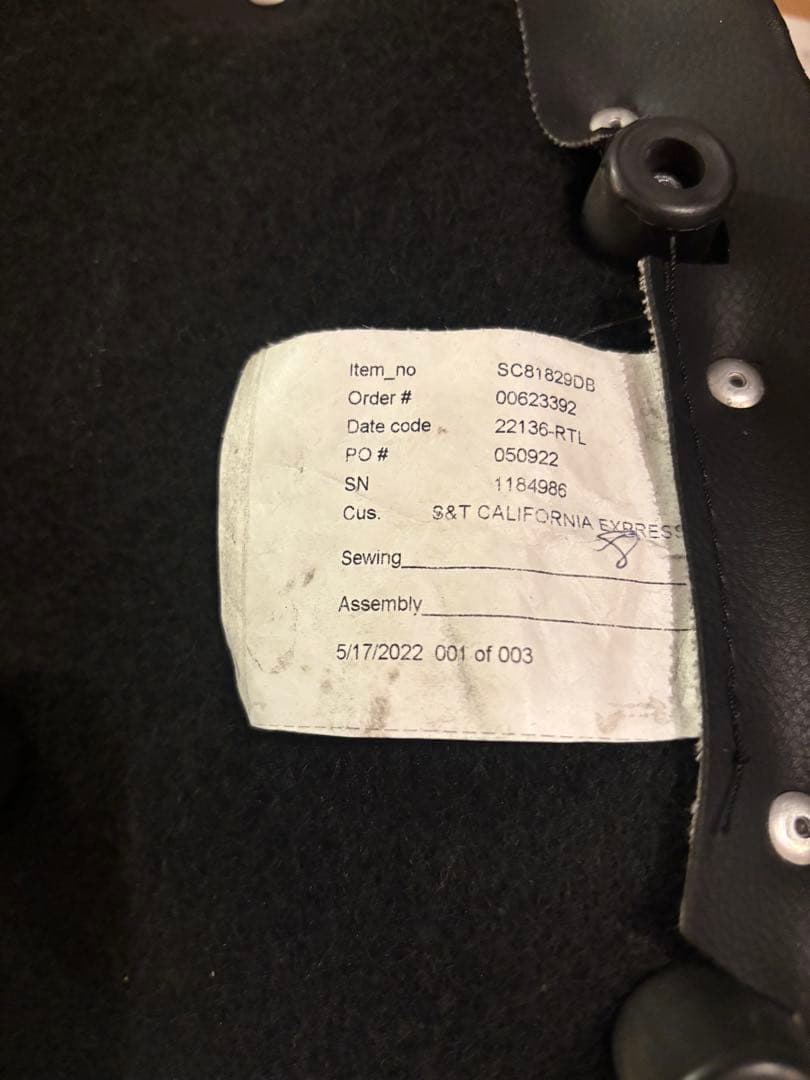 Item_no SC81829DB
Order # 00623392
Date code 22136-RTL
PO # 050922
SN 1184986
Cus. S&T CALIFORNIA EXPRESS
Sewing
Assembly
5/17/2022 001 of 003